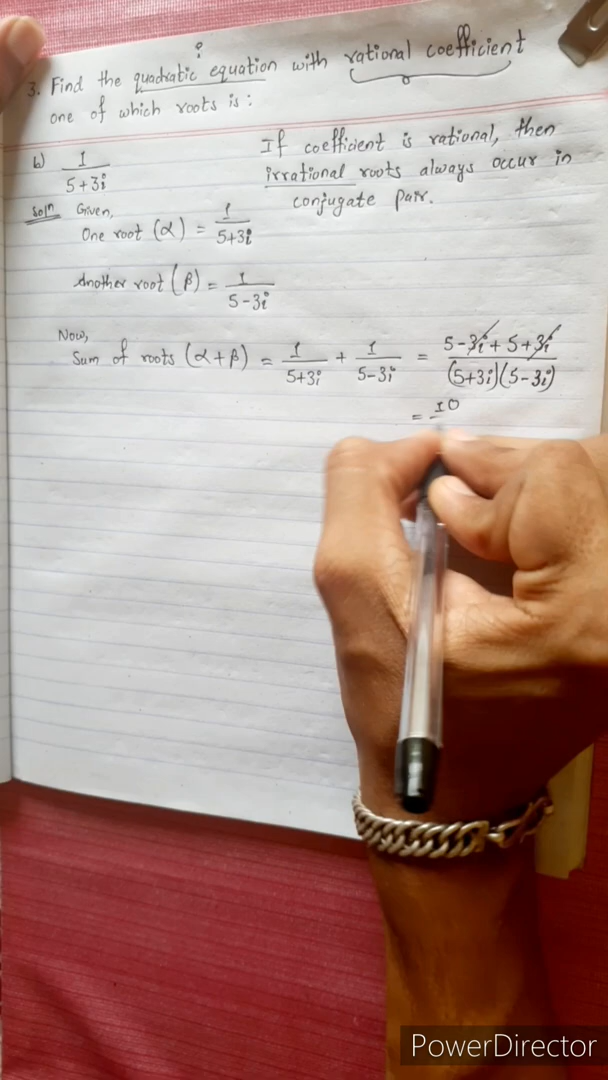 3. Find the quadratic equation with rational coefficient
one of which roots is :
b) 1/(5+3i)
If coefficient is rational, then
irrational roots always occur in
conjugate pair.
Soln Given,
One root (α) = 1/(5+3i)
Another root (β) = 1/(5-3i)
Now,
Sum of roots (α+β) = 1/(5+3i) + 1/(5-3i) = (5-3i+5+3i)/((5+3i)(5-3i))
= 10
PowerDirector